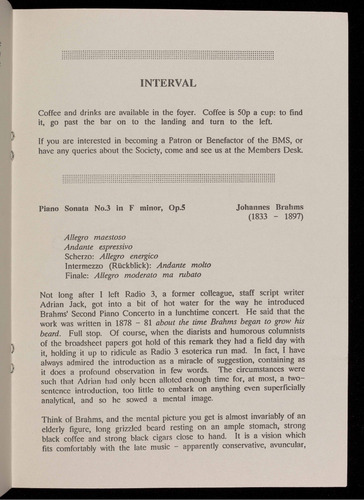 INTERVAL
Coffee and drinks are available in the foyer. Coffee is 50p a cup: to find
it, go past the bar on to the landing and turn to the left.
If you are interested in becoming a Patron or Benefactor of the BMS, or
have any queries about the Society, come and see us at the Members Desk.
Piano Sonata No.3 in F minor, Op.5 Johannes Brahms
(1833 - 1897)
Allegro maestoso
Andante espressivo
Scherzo: Allegro energico
Intermezzo (Rückblick): Andante molto
Finale: Allegro moderato ma rubato
Not long after I left Radio 3, a former colleague, staff script writer
Adrian Jack, got into a bit of hot water for the way he introduced
Brahms' Second Piano Concerto in a lunchtime concert. He said that the
work was written in 1878 - 81 about the time Brahms began to grow his
beard. Full stop. Of course, when the diarists and humorous columnists
of the broadsheet papers got hold of this remark they had a field day with
it, holding it up to ridicule as Radio 3 esoterica run mad. In fact, I have
always admired the introduction as a miracle of suggestion, containing as
it does a profound observation in few words. The circumstances were
such that Adrian had only been alloted enough time for, at most, a two-
sentence introduction, too little to embark on anything even superficially
analytical, and so he sowed a mental image.
Think of Brahms, and the mental picture you get is almost invariably of an
elderly figure, long grizzled beard resting on an ample stomach, strong
black coffee and strong black cigars close to hand. It is a vision which
fits comfortably with the late music - apparently conservative, avuncular,